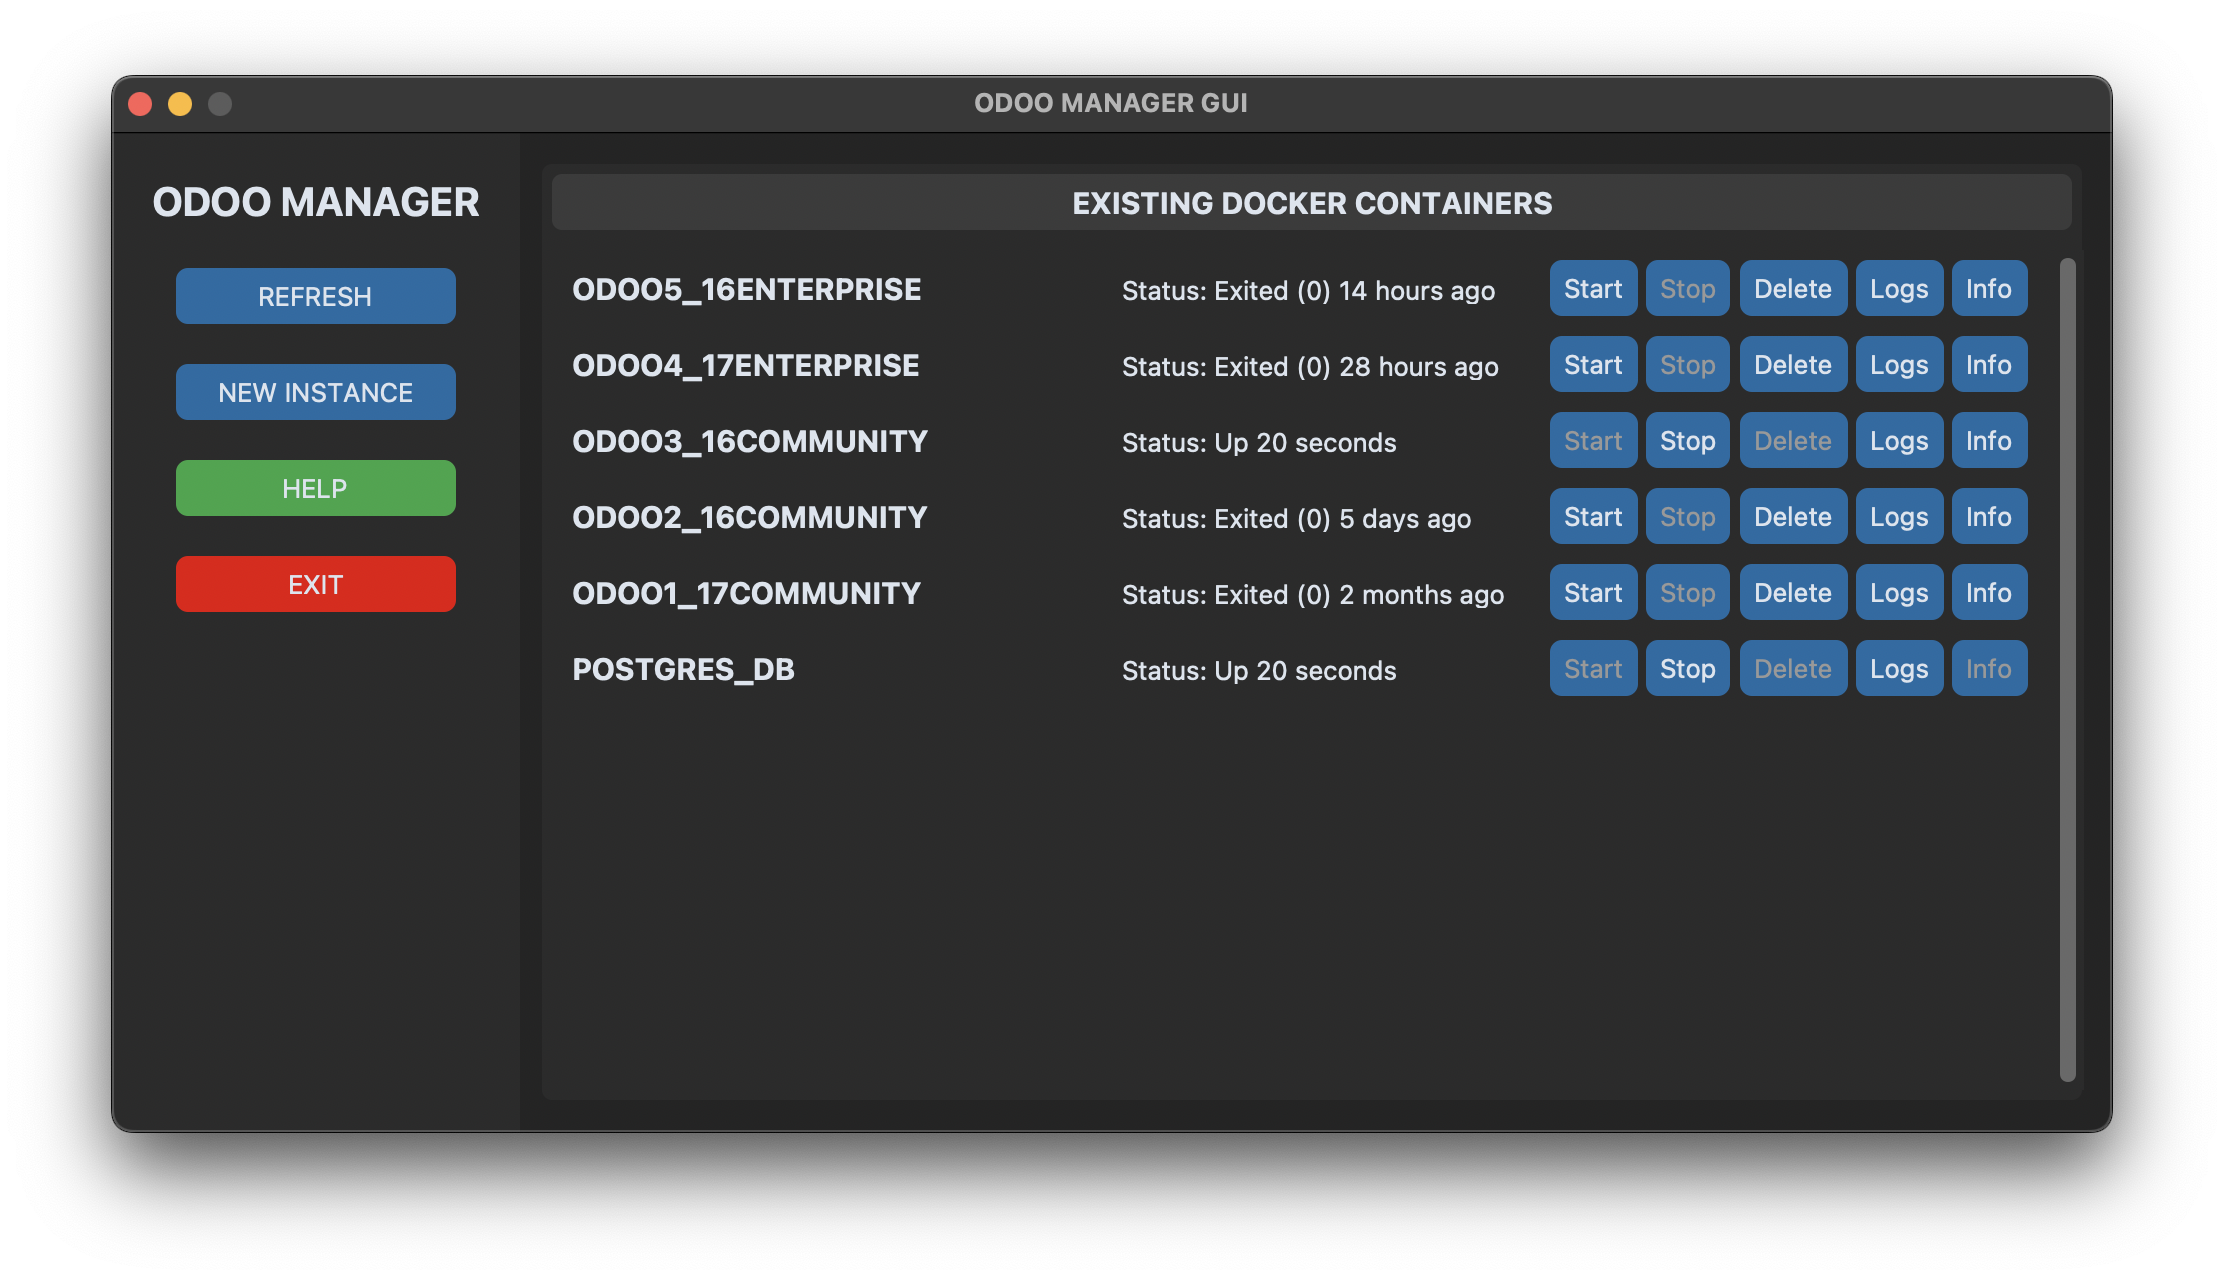 ODOO MANAGER GUI
ODOO MANAGER
REFRESH
NEW INSTANCE
HELP
EXIT
EXISTING DOCKER CONTAINERS
ODOO5_16ENTERPRISE Status: Exited (0) 14 hours ago Start Stop Delete Logs Info
ODOO4_17ENTERPRISE Status: Exited (0) 28 hours ago Start Stop Delete Logs Info
ODOO3_16COMMUNITY Status: Up 20 seconds Start Stop Delete Logs Info
ODOO2_16COMMUNITY Status: Exited (0) 5 days ago Start Stop Delete Logs Info
ODOO1_17COMMUNITY Status: Exited (0) 2 months ago Start Stop Delete Logs Info
POSTGRES_DB Status: Up 20 seconds Start Stop Delete Logs Info